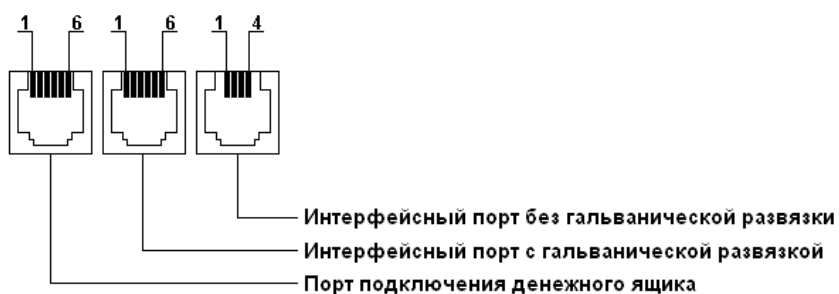 1 6 1 6 1 4
Интерфейсный порт без гальванической развязки
Интерфейсный порт с гальванической развязкой
Порт подключения денежного ящика